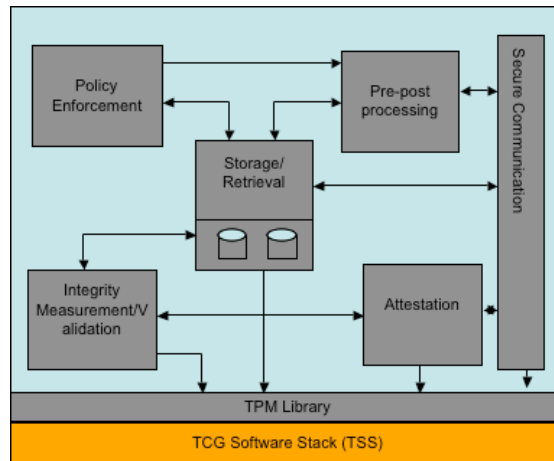 Policy
Enforcement
Pre-post
processing
Secure Communication
Storage/
Retrieval
Integrity
Measurement/V
alidation
Attestation
TPM Library
TCG Software Stack (TSS)